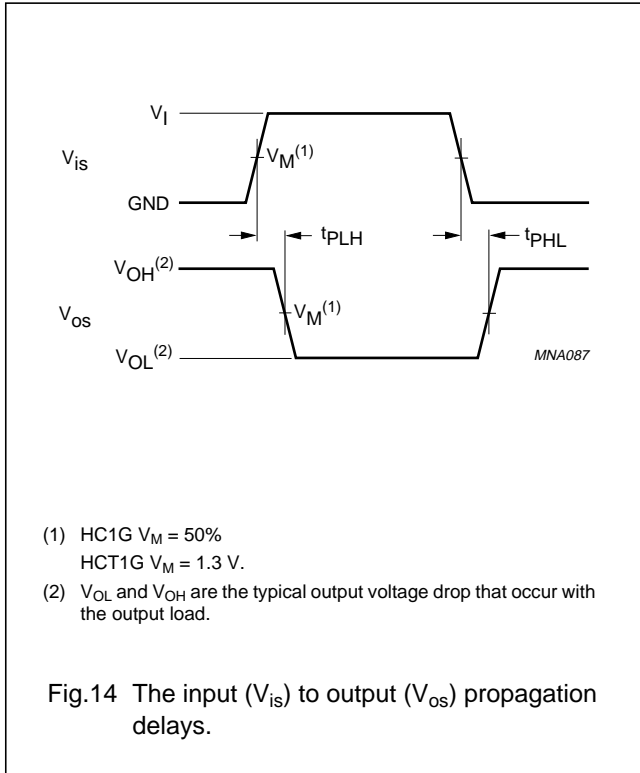 V_I
V_M^(1)
V_is
GND
t_PLH
t_PHL
V_OH^(2)
V_M^(1)
V_os
V_OL^(2)
MNA087
(1) HC1G V_M = 50%
HCT1G V_M = 1.3 V.
(2) V_OL and V_OH are the typical output voltage drop that occur with
the output load.
Fig.14 The input (V_is) to output (V_os) propagation
delays.